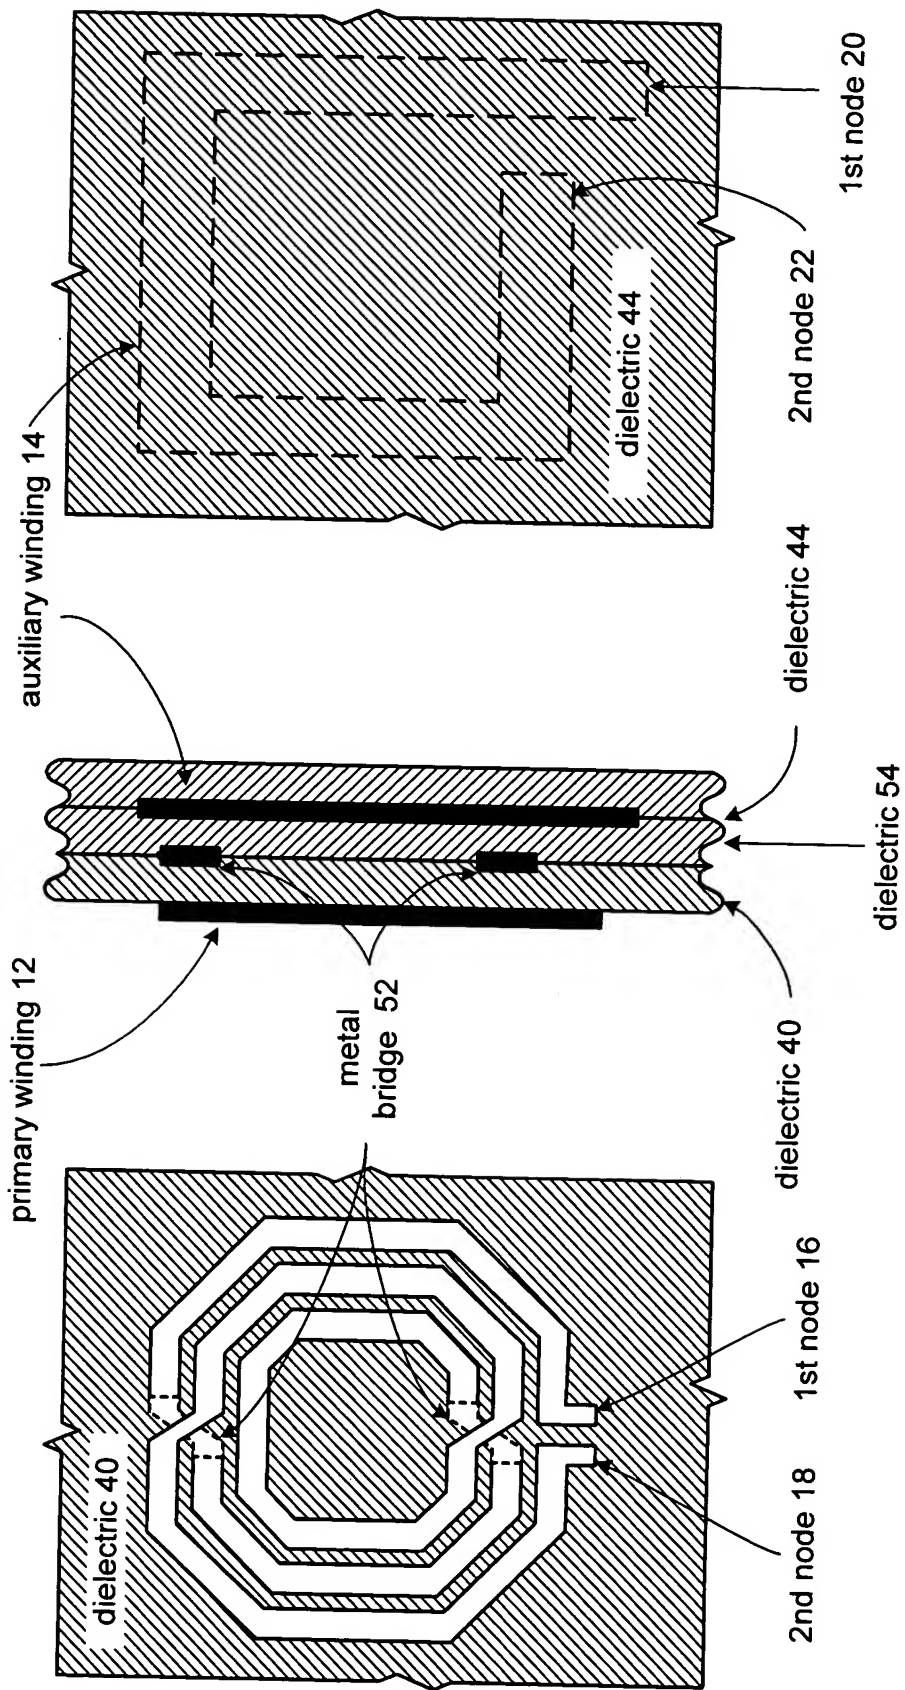 dielectric 40
2nd node 18
1st node 16
primary winding 12
metal
bridge 52
dielectric 40
dielectric 54
dielectric 44
auxiliary winding 14
dielectric 44
2nd node 22
1st node 20